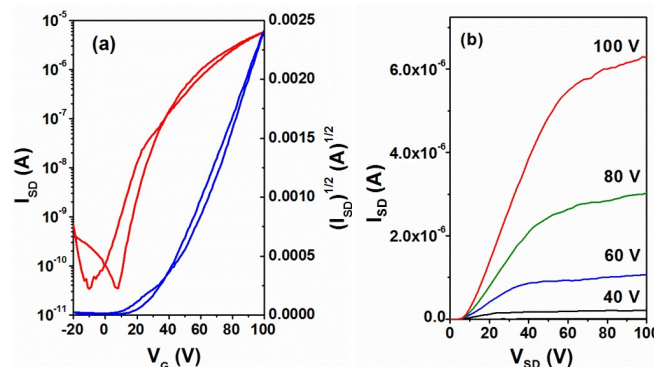 (a)
I_SD (A)
10^-5
10^-6
10^-7
10^-8
10^-9
10^-10
10^-11
-20 0 20 40 60 80 100
V_G (V)
0.0025
0.0020
0.0015
0.0010
0.0005
0.0000
(I_SD)^1/2 (A)^1/2
(b)
I_SD (A)
6.0x10^-6
4.0x10^-6
2.0x10^-6
0.0
100 V
80 V
60 V
40 V
0 20 40 60 80 100
V_SD (V)